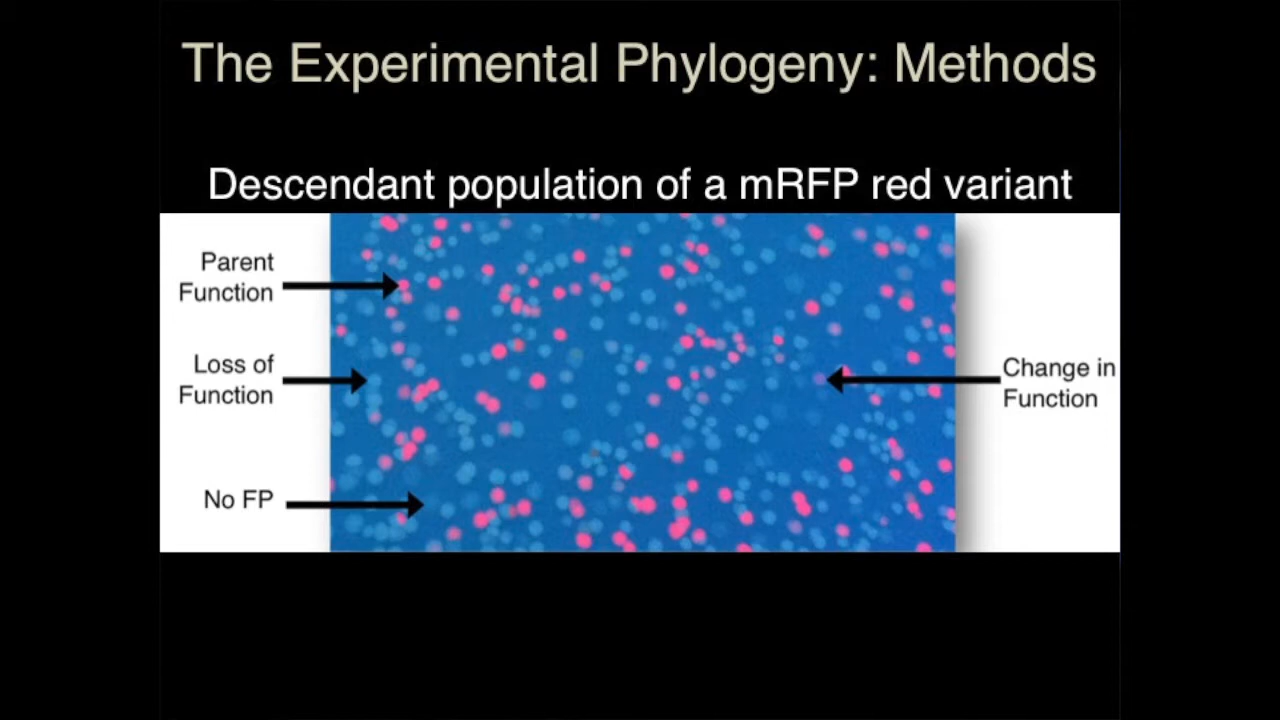 The Experimental Phylogeny: Methods
Descendant population of a mRFP red variant
Parent
Function
Loss of
Function
Change in
Function
No FP